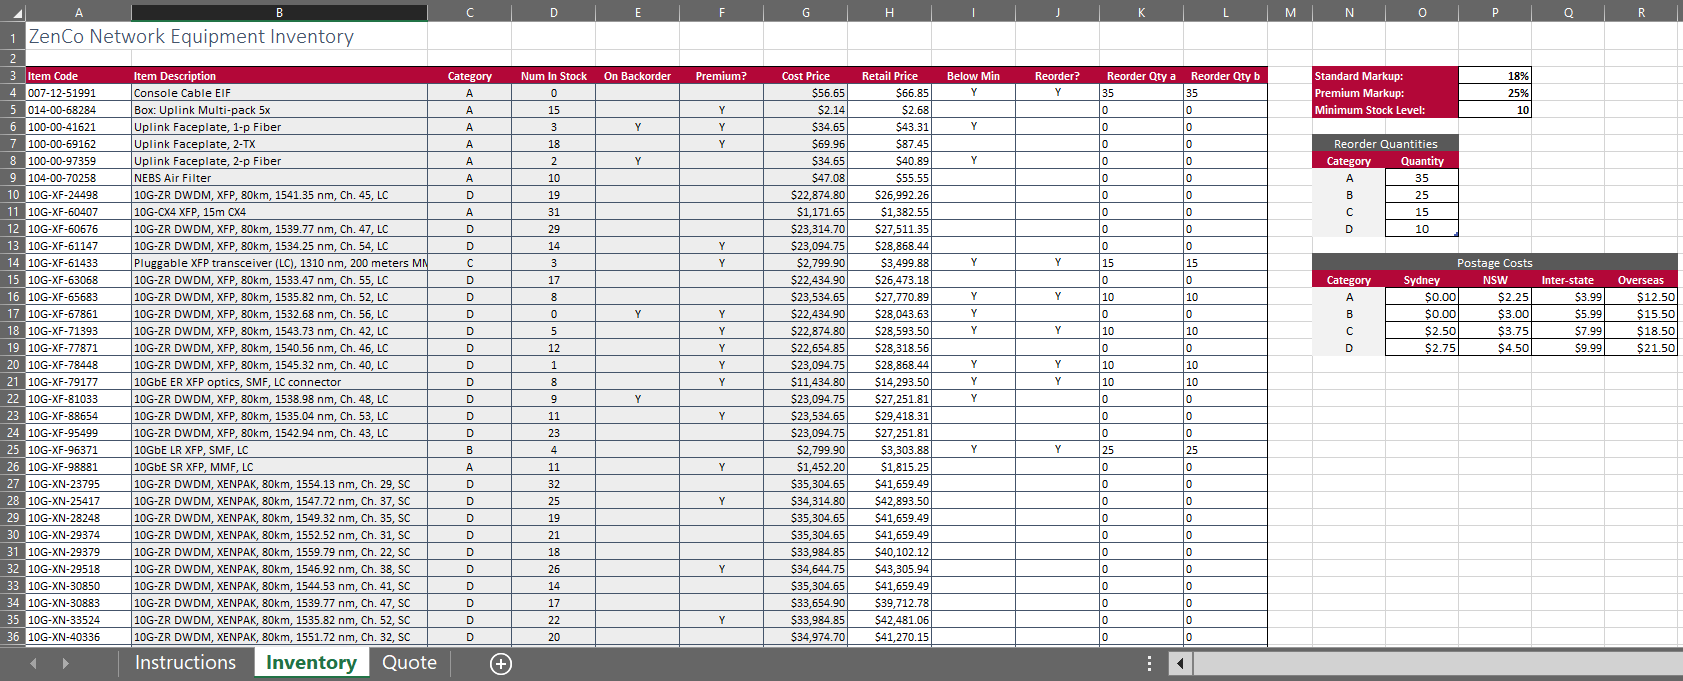 A B C D E F G H I J K L M N O P Q R
1 ZenCo Network Equipment Inventory
2
3 Item Code Item Description Category Num In Stock On Backorder Premium? Cost Price Retail Price Below Min Reorder? Reorder Qty a Reorder Qty b Standard Markup: 18%
4 007-12-51991 Console Cable EIF A 0 $56.65 $66.85 Y Y 35 35 Premium Markup: 25%
5 014-00-68284 Box: Uplink Multi-pack 5x A 15 Y $2.14 $2.68 0 0 Minimum Stock Level: 10
6 100-00-41621 Uplink Faceplate, 1-p Fiber A 3 Y Y $34.65 $43.31 Y 0 0
7 100-00-69162 Uplink Faceplate, 2-TX A 18 Y $69.96 $87.45 0 0 Reorder Quantities
8 100-00-97359 Uplink Faceplate, 2-p Fiber A 2 Y $34.65 $40.89 Y 0 0 Category Quantity
9 104-00-70258 NEBS Air Filter A 10 $47.08 $55.55 0 0 A 35
10 10G-XF-24498 10G-ZR DWDM, XFP, 80km, 1541.35 nm, Ch. 45, LC D 19 $22,874.80 $26,992.26 0 0 B 25
11 10G-XF-60407 10G-CX4 XFP, 15m CX4 A 31 $1,171.65 $1,382.55 0 0 C 15
12 10G-XF-60676 10G-ZR DWDM, XFP, 80km, 1539.77 nm, Ch. 47, LC D 29 $23,314.70 $27,511.35 0 0 D 10
13 10G-XF-61147 10G-ZR DWDM, XFP, 80km, 1534.25 nm, Ch. 54, LC D 14 Y $23,094.75 $28,868.44 0 0
14 10G-XF-61433 Pluggable XFP transceiver (LC), 1310 nm, 200 meters MM C 3 Y $2,799.90 $3,499.88 Y Y 15 15 Postage Costs
15 10G-XF-63068 10G-ZR DWDM, XFP, 80km, 1533.47 nm, Ch. 55, LC D 17 $22,434.90 $26,473.18 0 0 Category Sydney NSW Inter-state Overseas
16 10G-XF-65683 10G-ZR DWDM, XFP, 80km, 1535.82 nm, Ch. 52, LC D 8 $23,534.65 $27,770.89 Y Y 10 10 A $0.00 $2.25 $3.99 $12.50
17 10G-XF-67861 10G-ZR DWDM, XFP, 80km, 1532.68 nm, Ch. 56, LC D 0 Y Y $22,434.90 $28,043.63 Y 0 0 B $0.00 $3.00 $5.99 $15.50
18 10G-XF-71393 10G-ZR DWDM, XFP, 80km, 1543.73 nm, Ch. 42, LC D 5 Y $22,874.80 $28,593.50 Y Y 10 10 C $2.50 $3.75 $7.99 $18.50
19 10G-XF-77871 10G-ZR DWDM, XFP, 80km, 1540.56 nm, Ch. 46, LC D 12 Y $22,654.85 $28,318.56 0 0 D $2.75 $4.50 $9.99 $21.50
20 10G-XF-78448 10G-ZR DWDM, XFP, 80km, 1545.32 nm, Ch. 40, LC D 1 Y $23,094.75 $28,868.44 Y Y 10 10
21 10G-XF-79177 10GbE ER XFP optics, SMF, LC connector D 8 Y $11,434.80 $14,293.50 Y Y 10 10
22 10G-XF-81033 10G-ZR DWDM, XFP, 80km, 1538.98 nm, Ch. 48, LC D 9 Y $23,094.75 $27,251.81 Y 0 0
23 10G-XF-88654 10G-ZR DWDM, XFP, 80km, 1535.04 nm, Ch. 53, LC D 11 Y $23,534.65 $29,418.31 0 0
24 10G-XF-95499 10G-ZR DWDM, XFP, 80km, 1542.94 nm, Ch. 43, LC D 23 $23,094.75 $27,251.81 0 0
25 10G-XF-96371 10GbE LR XFP, SMF, LC B 4 $2,799.90 $3,303.88 Y Y 25 25
26 10G-XF-98881 10GbE SR XFP, MMF, LC A 11 Y $1,452.20 $1,815.25 0 0
27 10G-XN-23795 10G-ZR DWDM, XENPAK, 80km, 1554.13 nm, Ch. 29, SC D 32 $35,304.65 $41,659.49 0 0
28 10G-XN-25417 10G-ZR DWDM, XENPAK, 80km, 1547.72 nm, Ch. 37, SC D 25 Y $34,314.80 $42,893.50 0 0
29 10G-XN-28248 10G-ZR DWDM, XENPAK, 80km, 1549.32 nm, Ch. 35, SC D 19 $35,304.65 $41,659.49 0 0
30 10G-XN-29374 10G-ZR DWDM, XENPAK, 80km, 1552.52 nm, Ch. 31, SC D 21 $35,304.65 $41,659.49 0 0
31 10G-XN-29379 10G-ZR DWDM, XENPAK, 80km, 1559.79 nm, Ch. 22, SC D 18 $33,984.85 $40,102.12 0 0
32 10G-XN-29518 10G-ZR DWDM, XENPAK, 80km, 1546.92 nm, Ch. 38, SC D 26 Y $34,644.75 $43,305.94 0 0
33 10G-XN-30850 10G-ZR DWDM, XENPAK, 80km, 1544.53 nm, Ch. 41, SC D 14 $35,304.65 $41,659.49 0 0
34 10G-XN-30883 10G-ZR DWDM, XENPAK, 80km, 1539.77 nm, Ch. 47, SC D 17 $33,654.90 $39,712.78 0 0
35 10G-XN-33524 10G-ZR DWDM, XENPAK, 80km, 1535.82 nm, Ch. 52, SC D 22 Y $33,984.85 $42,481.06 0 0
36 10G-XN-40336 10G-ZR DWDM, XENPAK, 80km, 1551.72 nm, Ch. 32, SC D 20 $34,974.70 $41,270.15 0 0
Instructions Inventory Quote